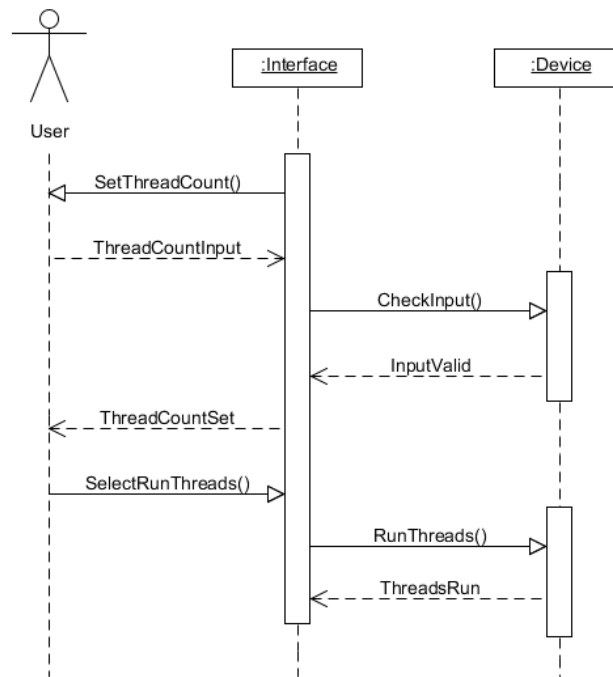 :Interface
:Device
User
SetThreadCount()
ThreadCountInput
CheckInput()
InputValid
ThreadCountSet
SelectRunThreads()
RunThreads()
ThreadsRun